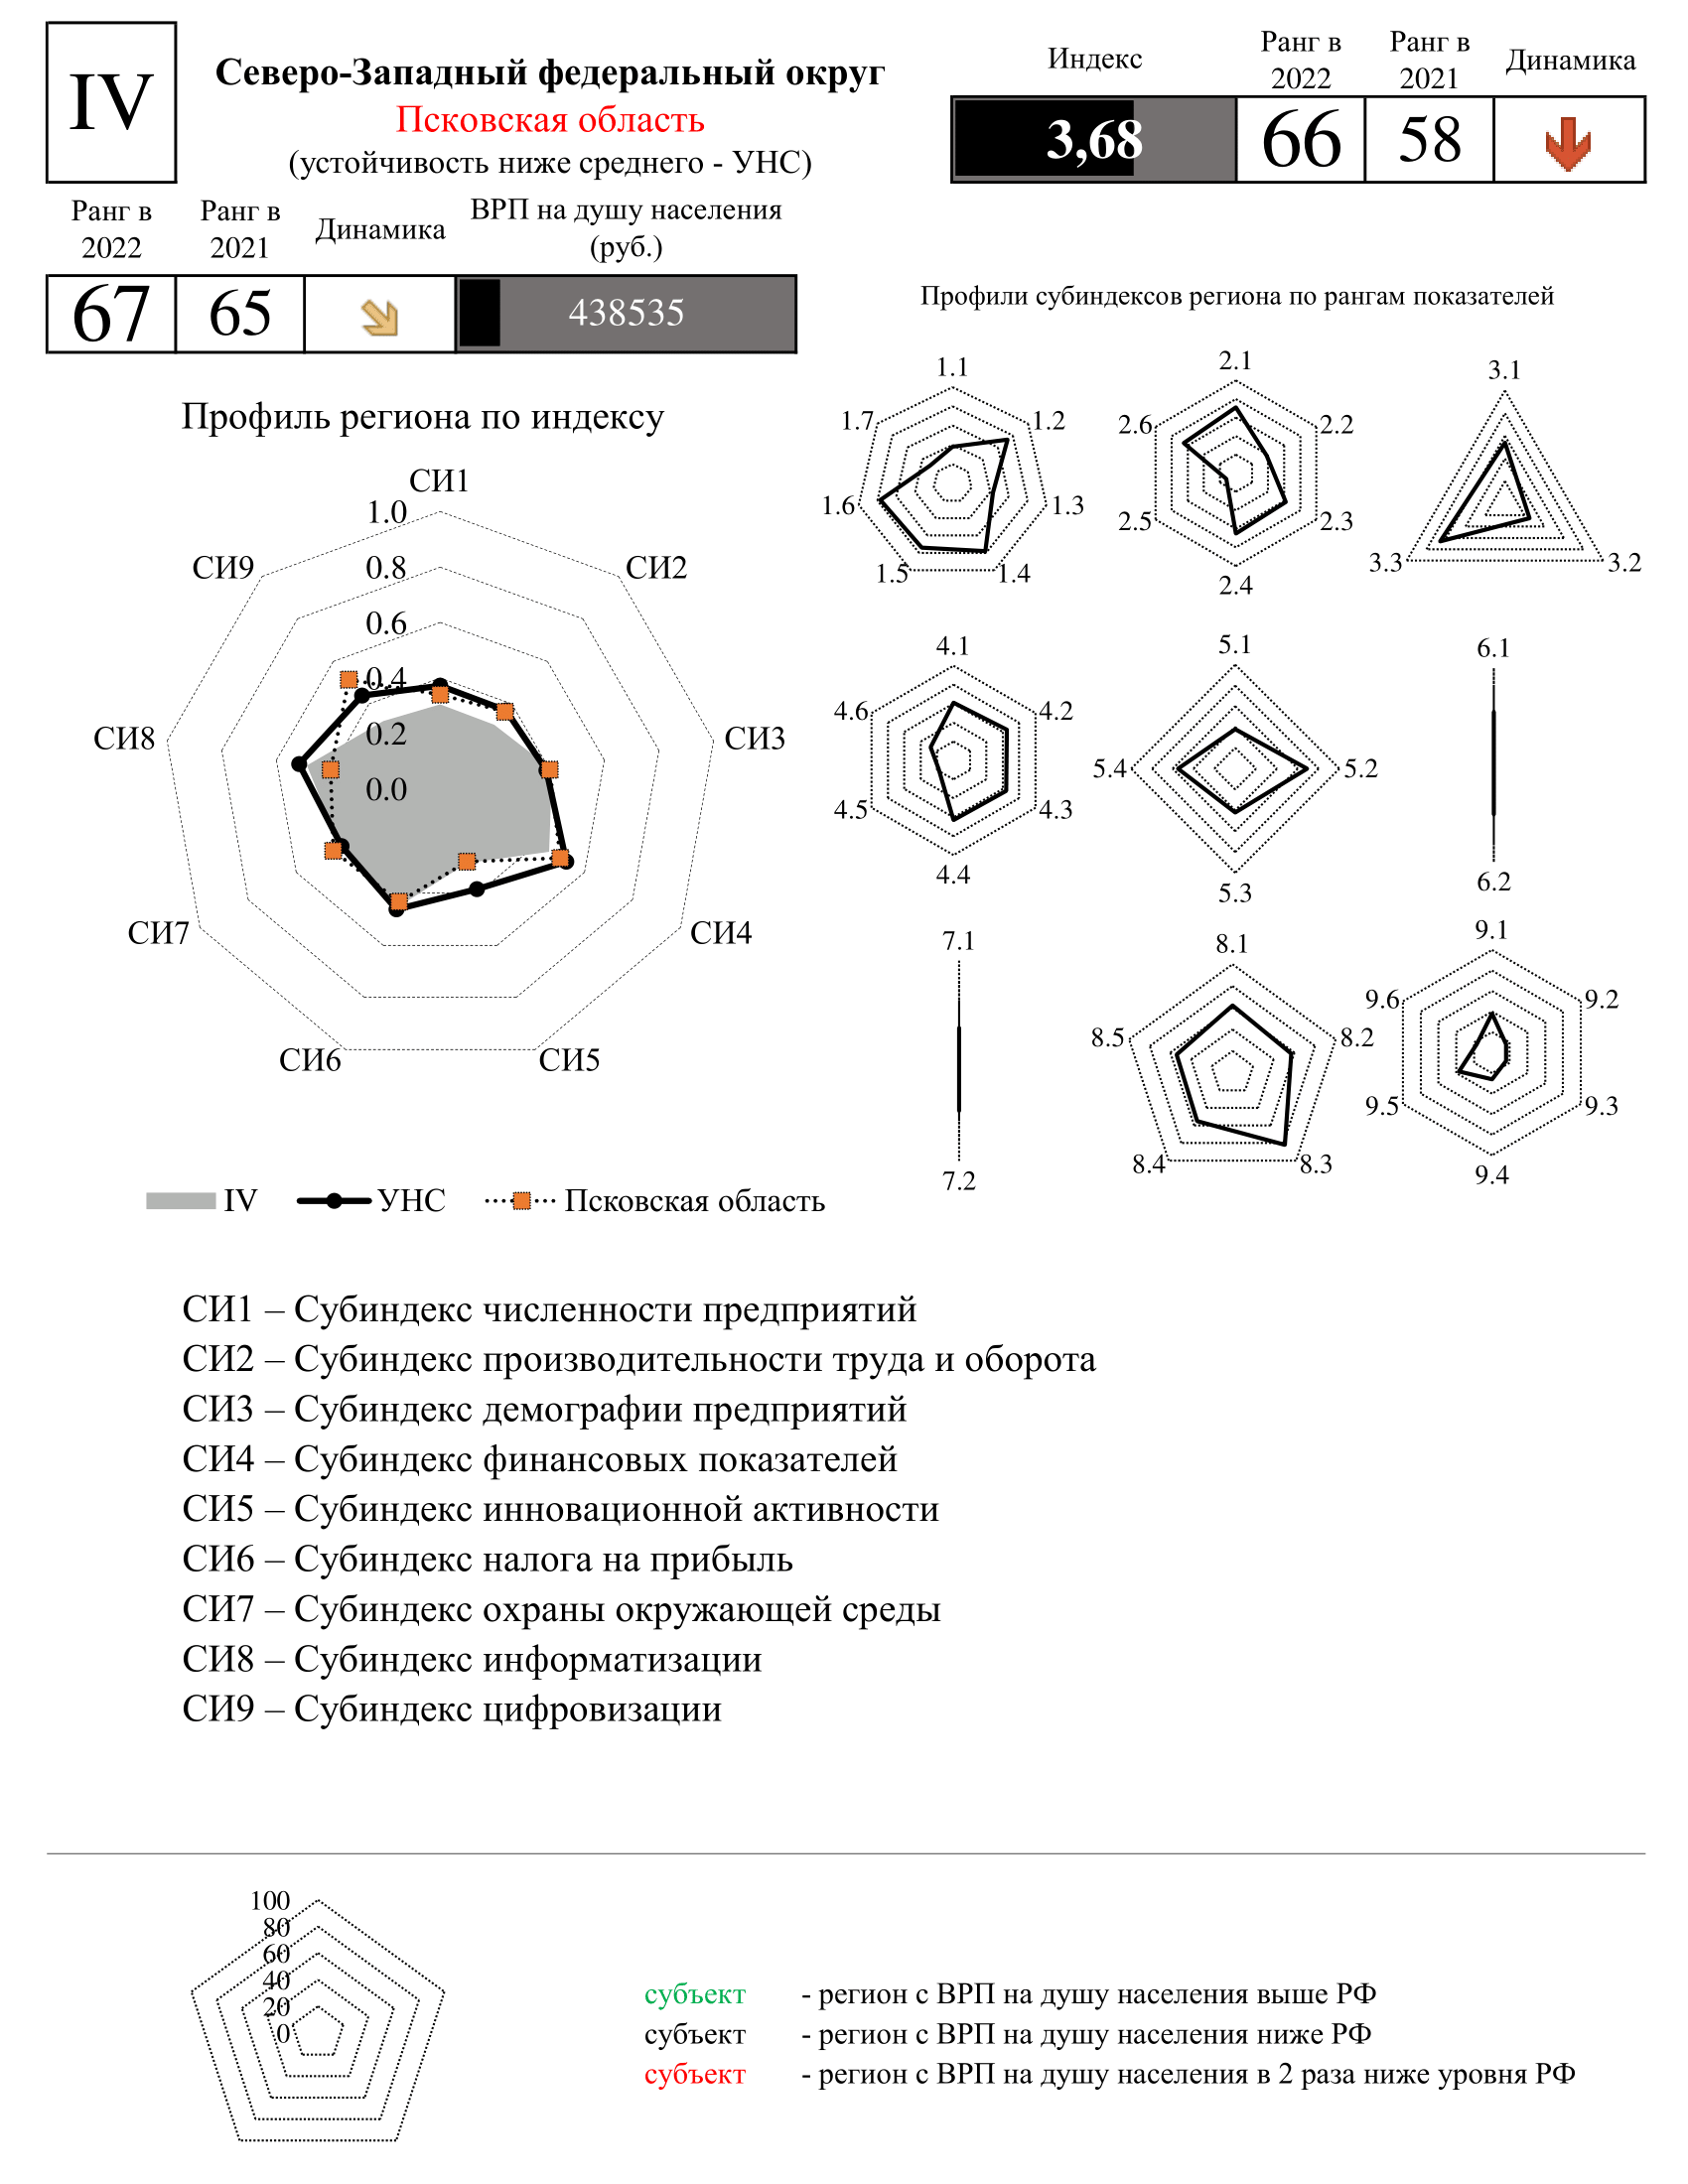 IV
Северо-Западный федеральный округ
Псковская область
(устойчивость ниже среднего - УНС)
Индекс
Ранг в 2022
Ранг в 2021
Динамика
3,68
66
58
Ранг в 2022
Ранг в 2021
Динамика
ВРП на душу населения (руб.)
67
65
438535
Профиль региона по индексу
СИ1
СИ2
СИ3
СИ4
СИ5
СИ6
СИ7
СИ8
СИ9
1.0
0.8
0.6
0.4
0.2
0.0
IV
УНС
Псковская область
Профили субиндексов региона по рангам показателей
1.1
1.2
1.3
1.4
1.5
1.6
1.7
2.1
2.2
2.3
2.4
2.5
2.6
3.1
3.2
3.3
4.1
4.2
4.3
4.4
4.5
4.6
5.1
5.2
5.3
5.4
6.1
6.2
7.1
7.2
8.1
8.2
8.3
8.4
8.5
9.1
9.2
9.3
9.4
9.5
9.6
СИ1 – Субиндекс численности предприятий
СИ2 – Субиндекс производительности труда и оборота
СИ3 – Субиндекс демографии предприятий
СИ4 – Субиндекс финансовых показателей
СИ5 – Субиндекс инновационной активности
СИ6 – Субиндекс налога на прибыль
СИ7 – Субиндекс охраны окружающей среды
СИ8 – Субиндекс информатизации
СИ9 – Субиндекс цифровизации
100
80
60
40
20
0
субъект - регион с ВРП на душу населения выше РФ
субъект - регион с ВРП на душу населения ниже РФ
субъект - регион с ВРП на душу населения в 2 раза ниже уровня РФ